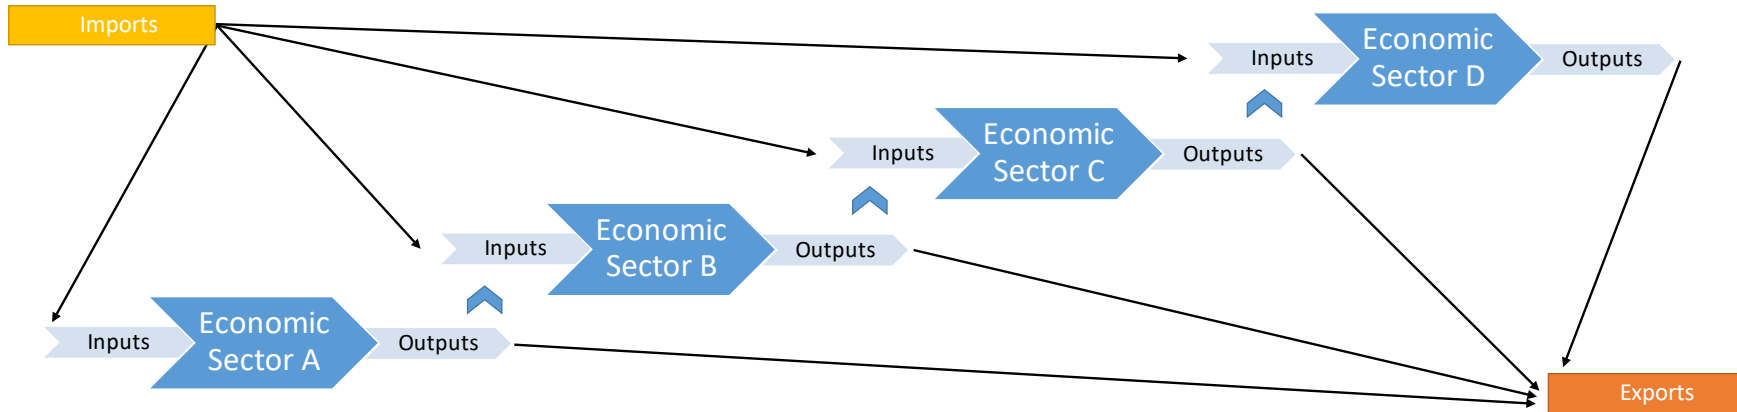 Imports
Inputs
Economic
Sector D
Outputs
Inputs
Economic
Sector C
Outputs
Inputs
Economic
Sector B
Outputs
Inputs
Economic
Sector A
Outputs
Exports